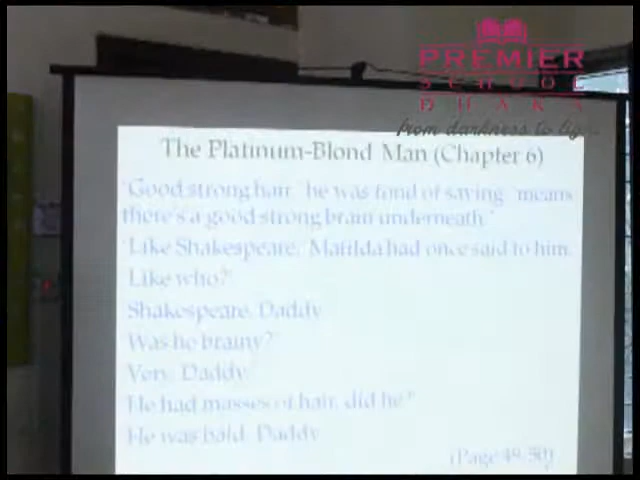 PREMIER
SCHOOL
DHAKA
from darkness to
The Platinum-Blond Man (Chapter 6)
'Good strong hair,' he was fond of saying, 'means
there's a good strong brain underneath.'
'Like Shakespeare,' Matilda had once said to him.
'Like who?'
'Shakespeare, Daddy.'
'Was he brainy?'
'Very, Daddy.'
'He had masses of hair, did he?'
'He was bald, Daddy.'
(Page 49-50)